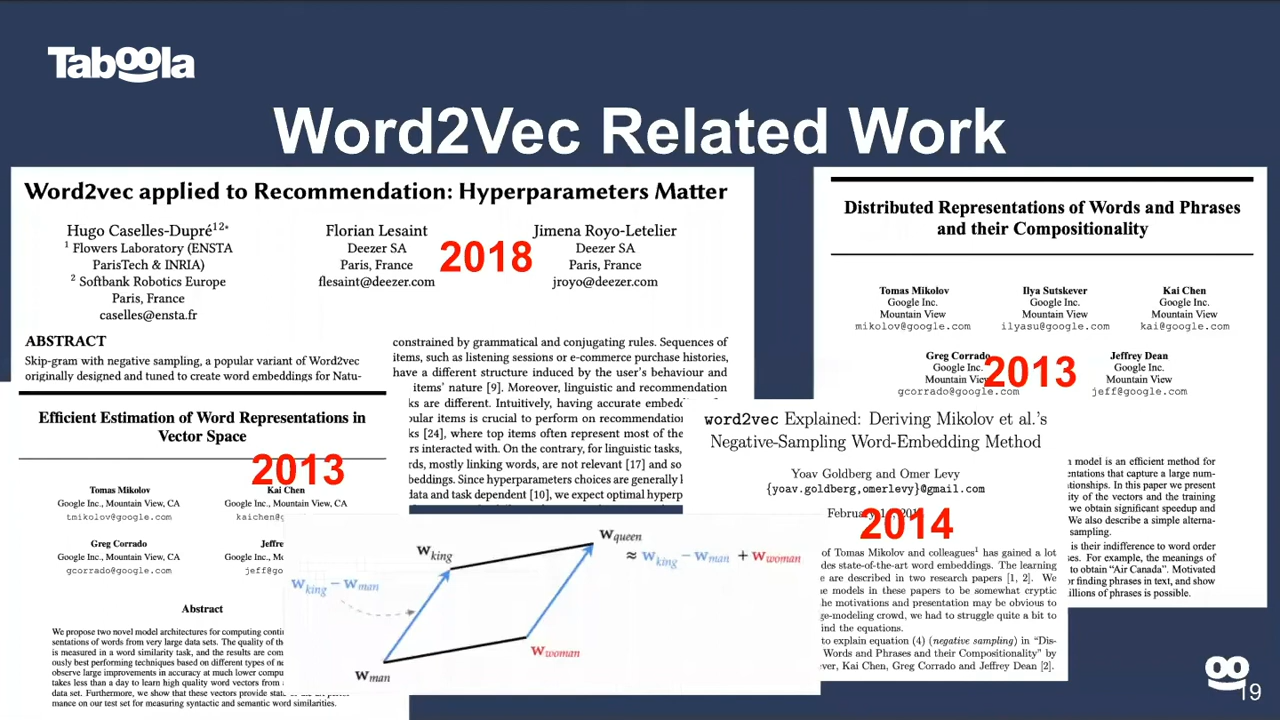 Taboola
Word2Vec Related Work
Word2vec applied to Recommendation: Hyperparameters Matter
Hugo Caselles-Dupré12*
1 Flowers Laboratory (ENSTA
ParisTech & INRIA)
2 Softbank Robotics Europe
Paris, France
caselles@ensta.fr
Florian Lesaint
Deezer SA
Paris, France
flesaint@deezer.com
2018
Jimena Royo-Letelier
Deezer SA
Paris, France
jroyo@deezer.com
ABSTRACT
Skip-gram with negative sampling, a popular variant of Word2vec
originally designed and tuned to create word embeddings for Natu-
constrained by grammatical and conjugating rules. Sequences of
items, such as listening sessions or e-commerce purchase histories,
have a different structure induced by the user's behaviour and
items' nature [9]. Moreover, linguistic and recommendation
ks are different. Intuitively, having accurate
pular items is crucial to perform on recommendation
ks [24], where top items often represent most of the
rs interacted with. On the contrary, for linguistic tasks,
rds, mostly linking words, are not relevant [17] and so
beddings. Since hyperparameters choices are generally
data and task dependent [10], we expect optimal hyperp
Distributed Representations of Words and Phrases
and their Compositionality
Tomas Mikolov
Google Inc.
Mountain View
mikolov@google.com
Ilya Sutskever
Google Inc.
Mountain View
ilyasu@google.com
Kai Chen
Google Inc.
Mountain View
kai@google.com
Greg Corrado
Google Inc.
Mountain View
gcorrado@google.com
2013
Jeffrey Dean
Google Inc.
Mountain View
jeff@google.com
model is an efficient method for
entations that capture a large num-
tionships. In this paper we present
ity of the vectors and the training
we obtain significant speedup and
We also describe a simple alterna-
sampling.
is their indifference to word order
ses. For example, the meanings of
to obtain "Air Canada". Motivated
r finding phrases in text, and show
illions of phrases is possible.
Efficient Estimation of Word Representations in
Vector Space
2013
Tomas Mikolov
Google Inc., Mountain View, CA
tmikolov@google.com
Kai Chen
Google Inc., Mountain View, CA
kaichen@g
Greg Corrado
Google Inc., Mountain View, CA
gcorrado@google.com
Jeffre
Google Inc., Mo
jeff@go
Abstract
We propose two novel model architectures for computing conti
sentations of words from very large data sets. The quality of th
is measured in a word similarity task, and the results are com
ously best performing techniques based on different types of ne
observe large improvements in accuracy at much lower compu
takes less than a day to learn high quality word vectors from
data set. Furthermore, we show that these vectors provide state
mance on our test set for measuring syntactic and semantic word similarities.
word2vec Explained: Deriving Mikolov et al.'s
Negative-Sampling Word-Embedding Method
Yoav Goldberg and Omer Levy
{yoav.goldberg,omerlevy}@gmail.com
2014
of Tomas Mikolov and colleagues1 has gained a lot
des state-of-the-art word embeddings. The learning
e are described in two research papers [1, 2]. We
he models in these papers to be somewhat cryptic
he motivations and presentation may be obvious to
ge-modeling crowd, we had to struggle quite a bit to
ind the equations.
to explain equation (4) (negative sampling) in "Dis-
Words and Phrases and their Compositionality" by
ver, Kai Chen, Greg Corrado and Jeffrey Dean [2].
wqueen
≈ wking − wman + wwoman
wking
wking − wman
wwoman
wman
19